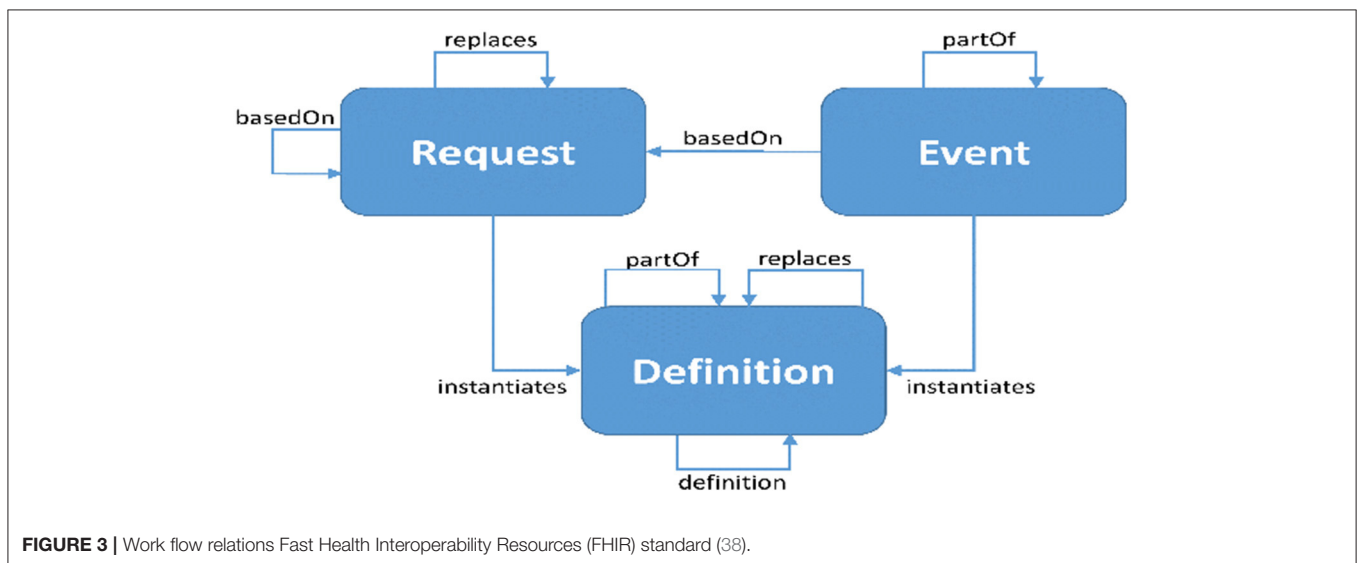 replaces
partOf
basedOn
Request
basedOn
Event
partOf
replaces
Definition
instantiates
instantiates
definition
FIGURE 3 | Work flow relations Fast Health Interoperability Resources (FHIR) standard (38).